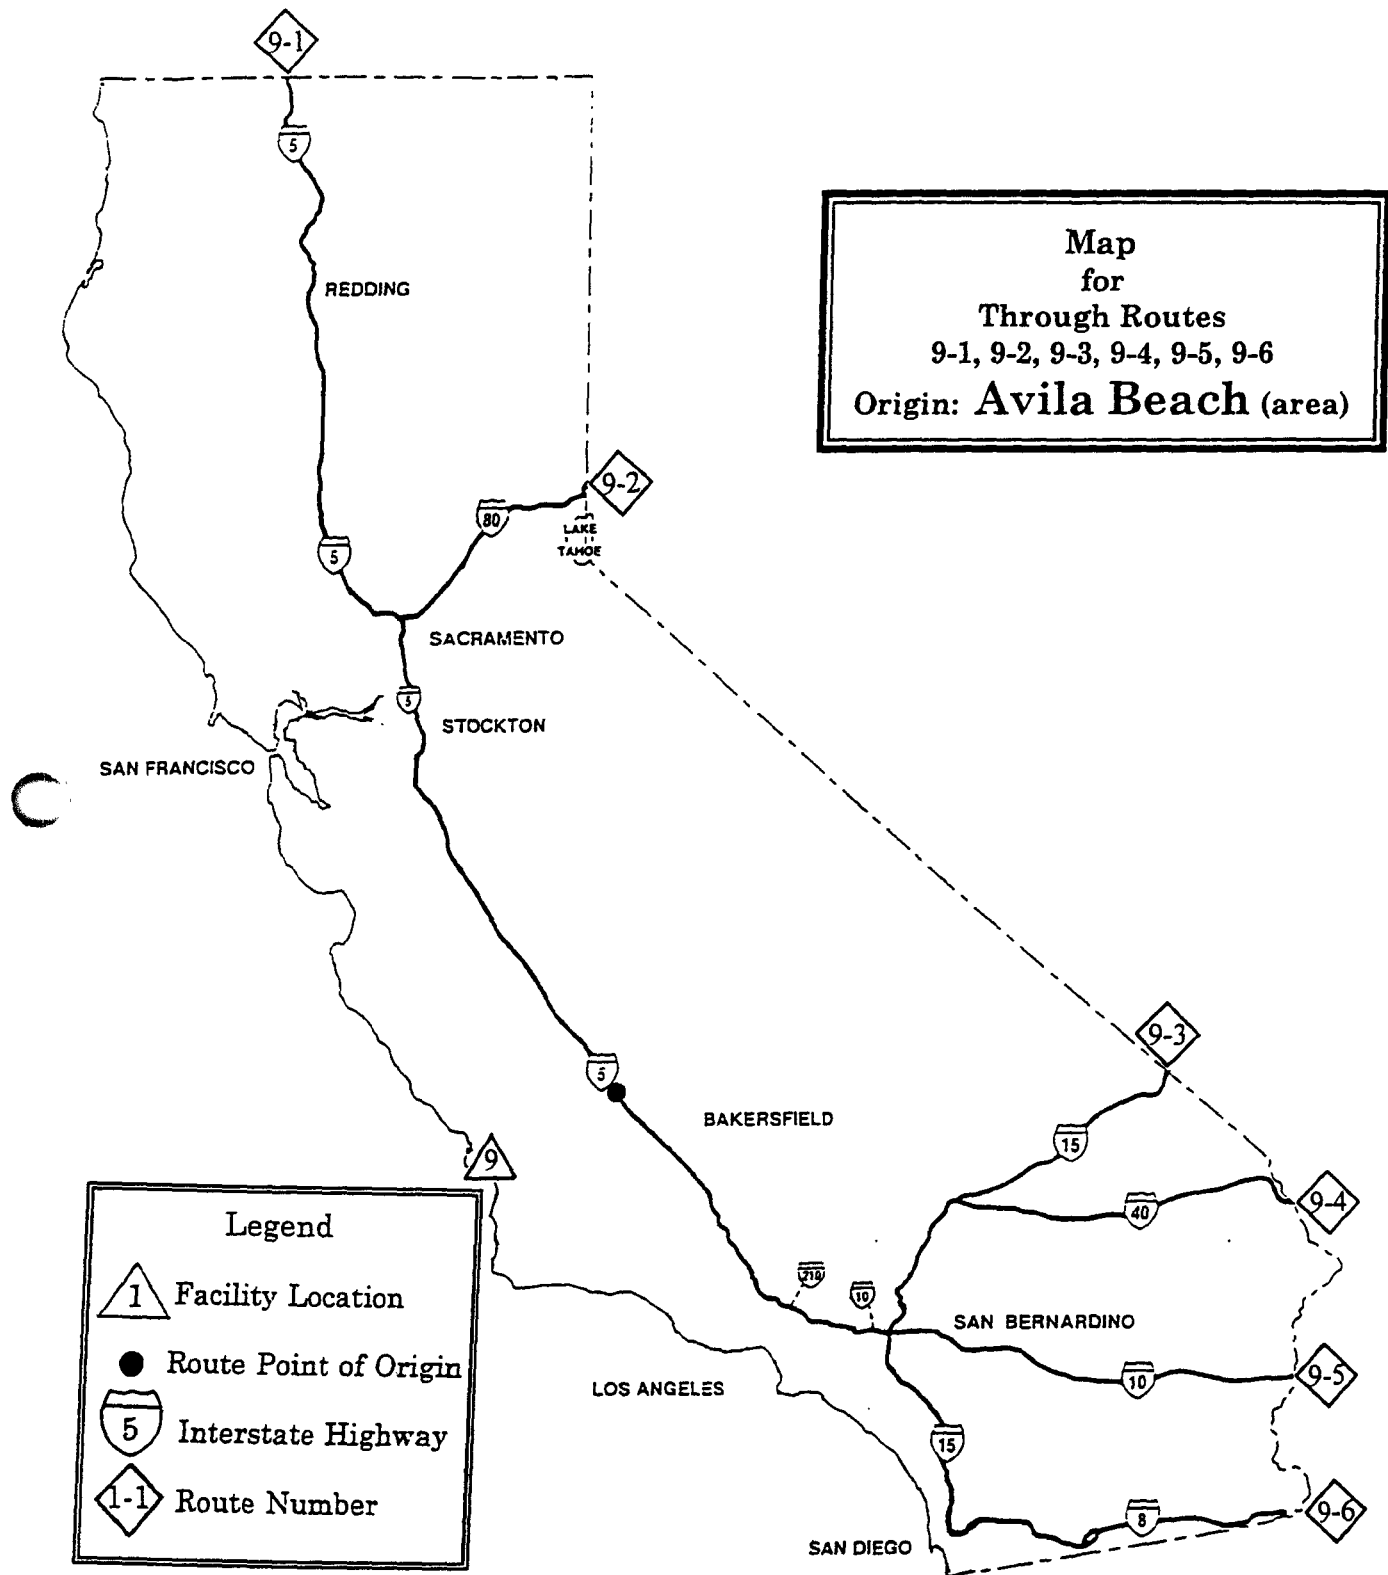 9-1
5
Map
for
Through Routes
9-1, 9-2, 9-3, 9-4, 9-5, 9-6
Origin: Avila Beach (area)
REDDING
9-2
80
LAKE
TAHOE
5
SACRAMENTO
5
STOCKTON
SAN FRANCISCO
9-3
5
BAKERSFIELD
15
9
9-4
40
Legend
1 Facility Location
Route Point of Origin
5 Interstate Highway
1-1 Route Number
210
10
SAN BERNARDINO
LOS ANGELES
10
9-5
15
9-6
8
SAN DIEGO